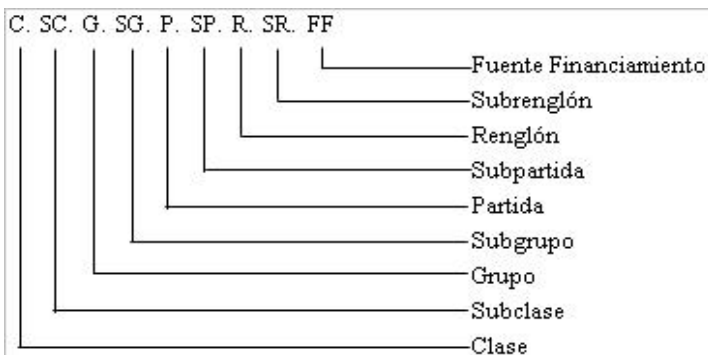 C. SC. G. SG. P. SP. R. SR. FF
Fuente Financiamiento
Subrenglón
Renglón
Subpartida
Partida
Subgrupo
Grupo
Subclase
Clase